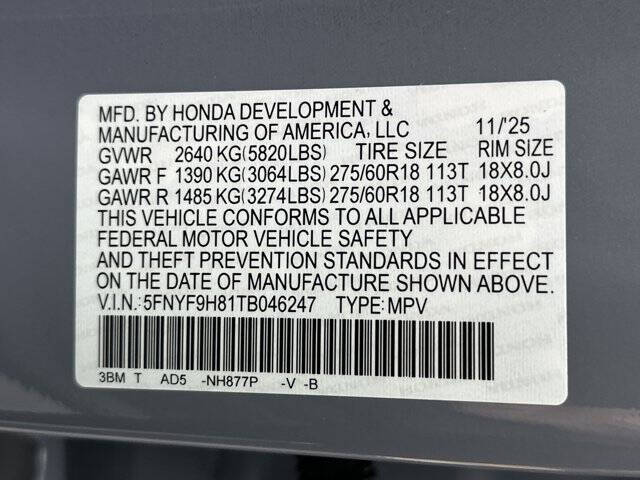 MFD. BY HONDA DEVELOPMENT &
MANUFACTURING OF AMERICA, LLC 11/'25
GVWR 2640 KG(5820LBS) TIRE SIZE RIM SIZE
GAWR F 1390 KG(3064LBS) 275/60R18 113T 18X8.0J
GAWR R 1485 KG(3274LBS) 275/60R18 113T 18X8.0J
THIS VEHICLE CONFORMS TO ALL APPLICABLE
FEDERAL MOTOR VEHICLE SAFETY
AND THEFT PREVENTION STANDARDS IN EFFECT
ON THE DATE OF MANUFACTURE SHOWN ABOVE.
V.I.N.: 5FNYF9H81TB046247 TYPE: MPV
3BM T AD5 -NH877P -V -B